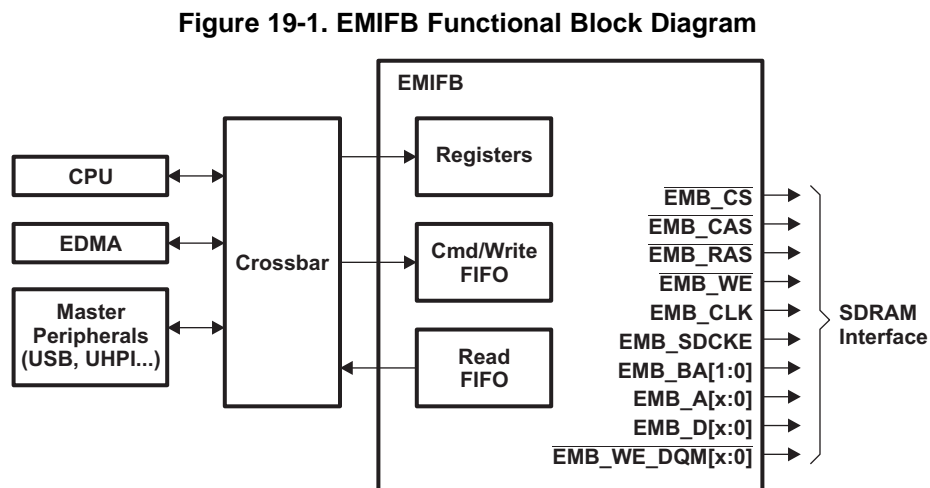 Figure 19-1. EMIFB Functional Block Diagram
EMIFB
CPU
EDMA
Master
Peripherals
(USB, UHPI...)
Crossbar
Registers
Cmd/Write
FIFO
Read
FIFO
EMB_CS
EMB_CAS
EMB_RAS
EMB_WE
EMB_CLK
EMB_SDCKE
EMB_BA[1:0]
EMB_A[x:0]
EMB_D[x:0]
EMB_WE_DQM[x:0]
SDRAM
Interface